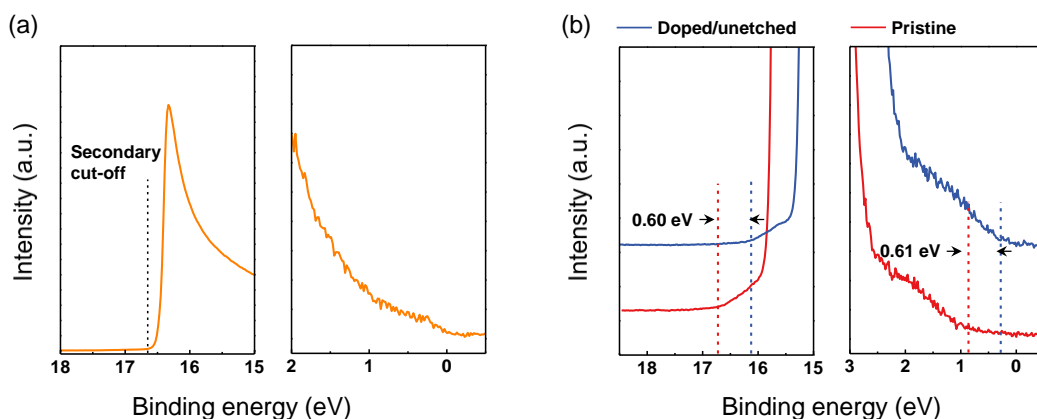 (a)
Intensity (a.u.)
Secondary
cut-off
18 17 16 15
2 1 0
Binding energy (eV)
(b)
Doped/unetched
Pristine
Intensity (a.u.)
0.60 eV
0.61 eV
18 17 16 15
3 2 1 0
Binding energy (eV)